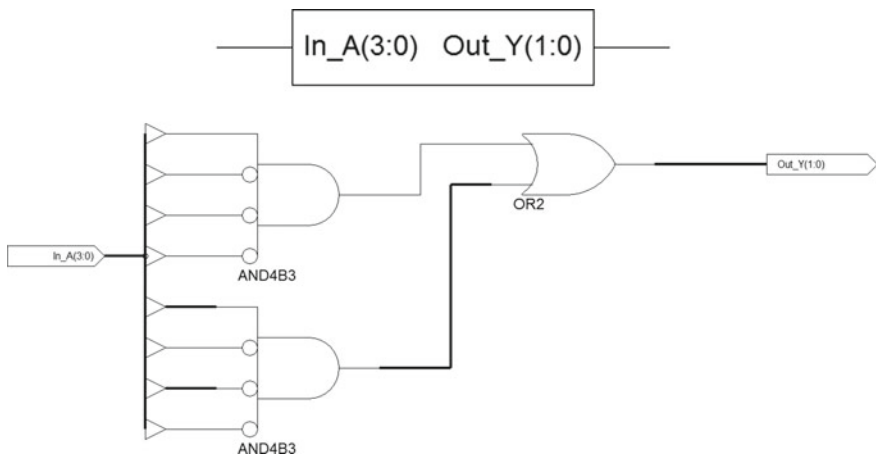 In_A(3:0) Out_Y(1:0)
Out_Y(1:0)
OR2
In_A(3:0)
AND4B3
AND4B3